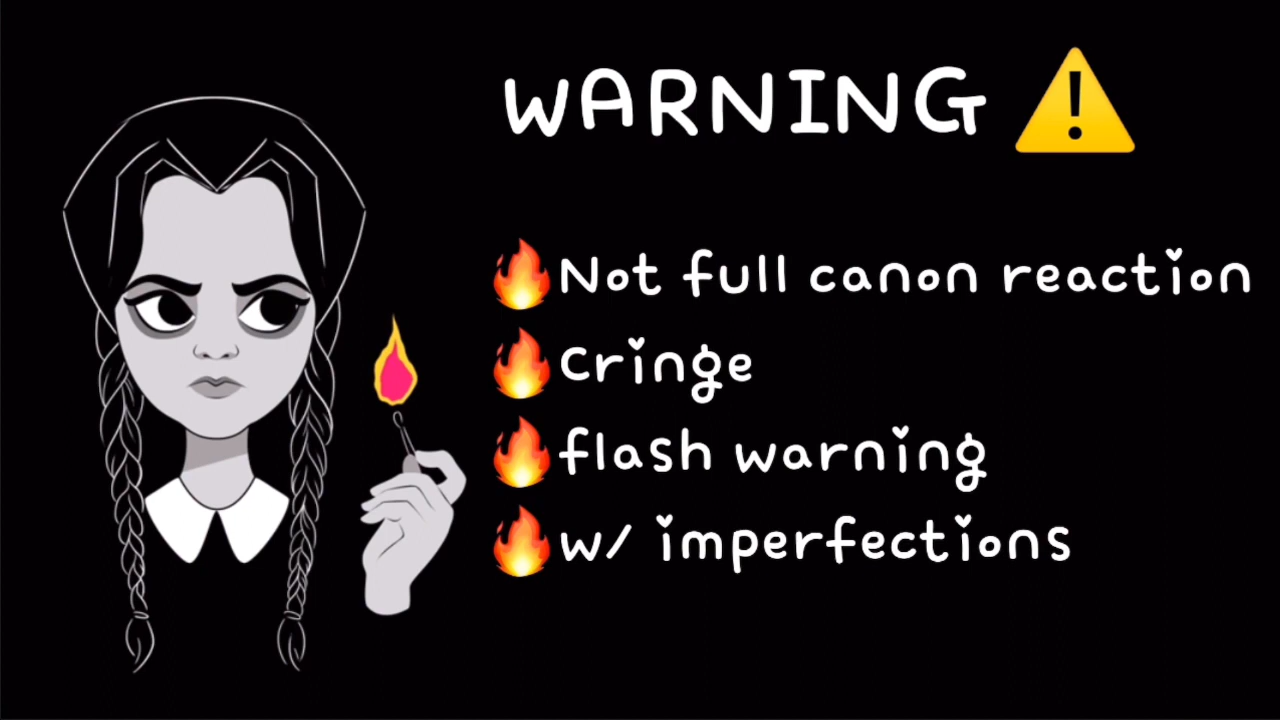 WARNING ⚠️
🔥Not full canon reaction
🔥Cringe
🔥flash warning
🔥w/ imperfections